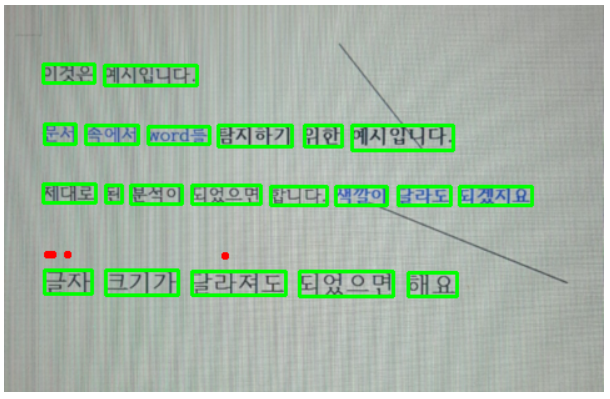 이것은 예시입니다.
문서 속에서 word를 탐지하기 위한 예시입니다.
제대로 된 분석이 되었으면 합니다. 색깔이 달라도 되겠지요
글자 크기가 달라져도 되었으면 해요